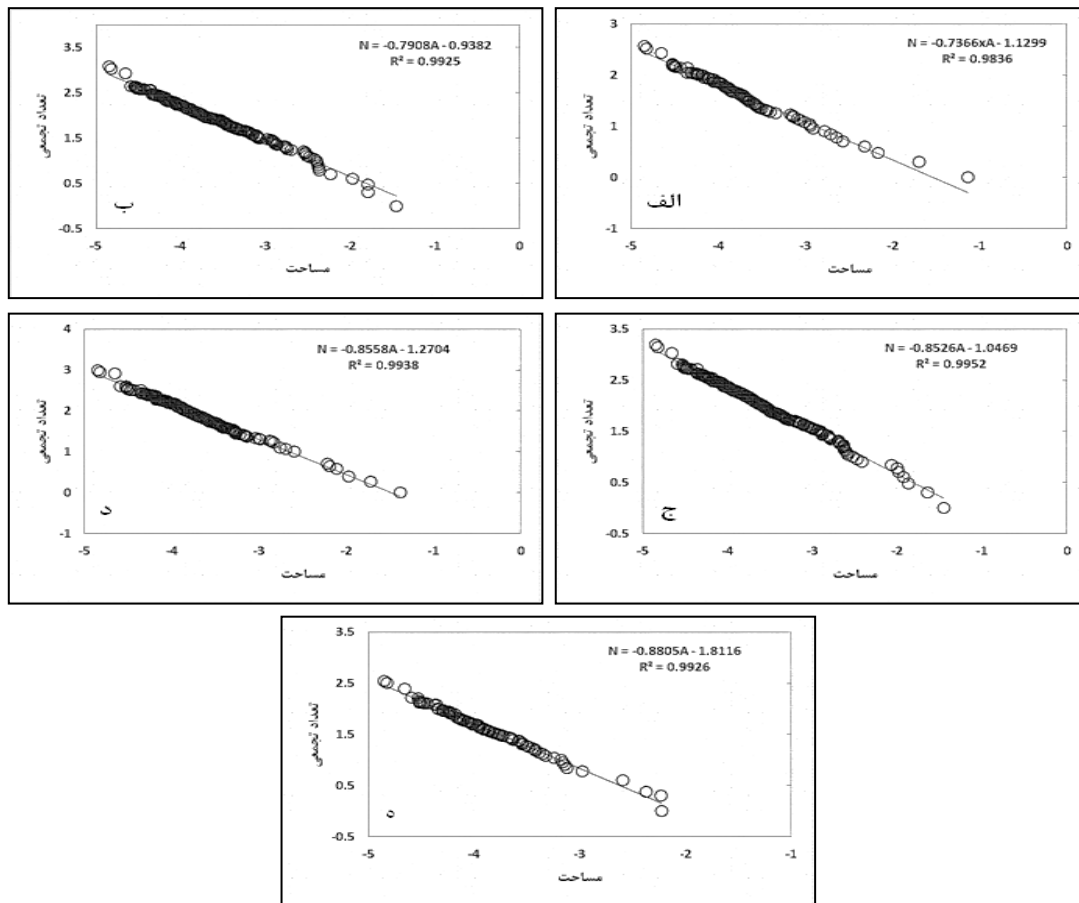 N = -0.7366xA - 1.1299
R² = 0.9836
تعداد تجمعی
3
2
1
0
-1
الف
-5 -4 -3 -2 -1 0
مساحت
N = -0.7908A - 0.9382
R² = 0.9925
تعداد تجمعی
3.5
2.5
1.5
0.5
-0.5
ب
-5 -4 -3 -2 -1 0
مساحت
N = -0.8526A - 1.0469
R² = 0.9952
تعداد تجمعی
3.5
2.5
1.5
0.5
-0.5
ج
-5 -4 -3 -2 -1 0
مساحت
N = -0.8558A - 1.2704
R² = 0.9938
تعداد تجمعی
4
3
2
1
0
-1
د
-5 -4 -3 -2 -1 0
مساحت
N = -0.8805A - 1.8116
R² = 0.9926
تعداد تجمعی
3.5
2.5
1.5
0.5
-0.5
ه
-5 -4 -3 -2 -1
مساحت